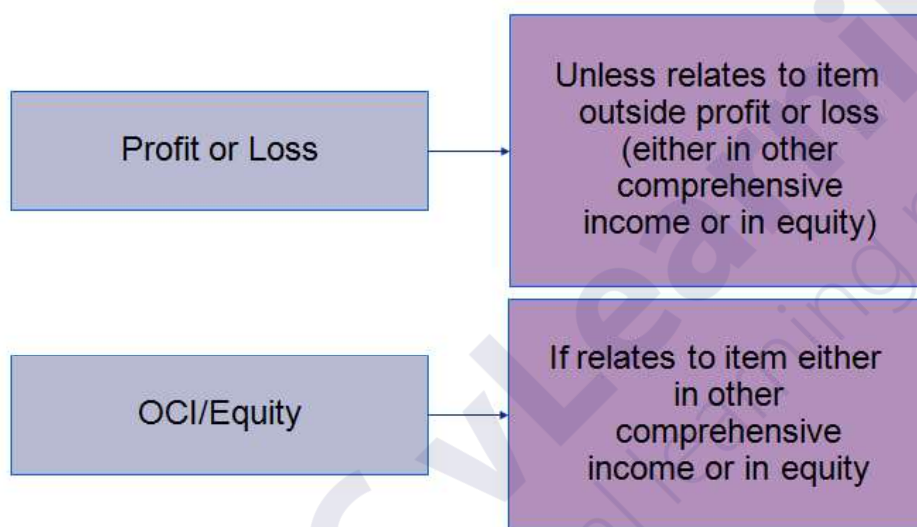 Profit or Loss
Unless relates to item
outside profit or loss
(either in other
comprehensive
income or in equity)
OCI/Equity
If relates to item either
in other
comprehensive
income or in equity